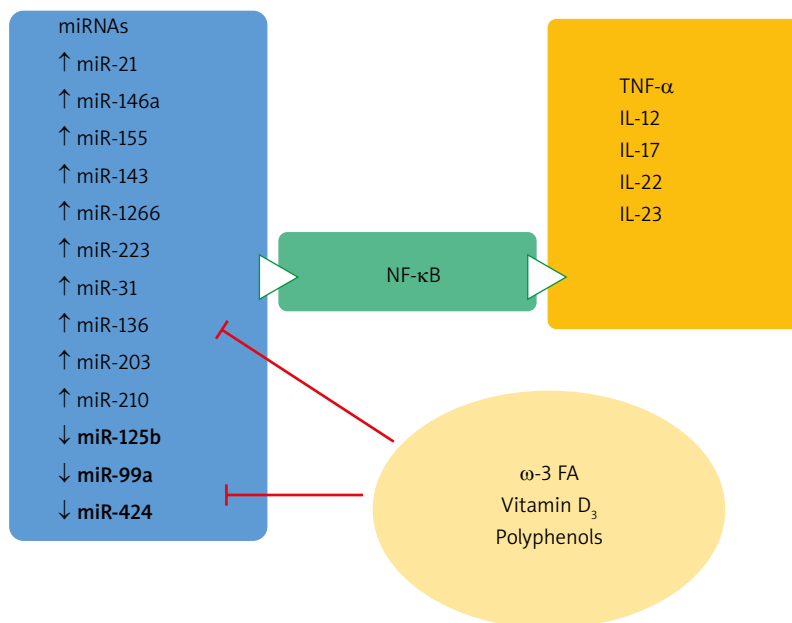 miRNAs
↑ miR-21
↑ miR-146a
↑ miR-155
↑ miR-143
↑ miR-1266
↑ miR-223
↑ miR-31
↑ miR-136
↑ miR-203
↑ miR-210
↓ miR-125b
↓ miR-99a
↓ miR-424
NF-κB
TNF-α
IL-12
IL-17
IL-22
IL-23
ω-3 FA
Vitamin D₃
Polyphenols